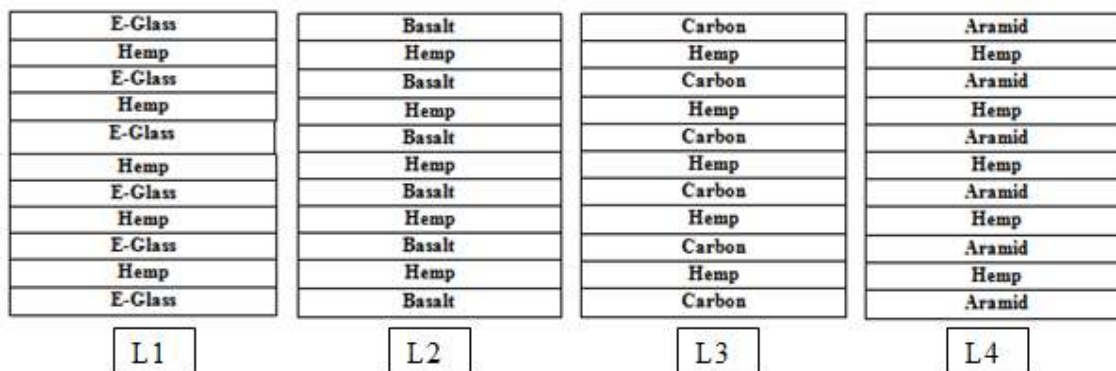 E-Glass
Hemp
E-Glass
Hemp
E-Glass
Hemp
E-Glass
Hemp
E-Glass
Hemp
E-Glass
L1
Basalt
Hemp
Basalt
Hemp
Basalt
Hemp
Basalt
Hemp
Basalt
Hemp
Basalt
L2
Carbon
Hemp
Carbon
Hemp
Carbon
Hemp
Carbon
Hemp
Carbon
Hemp
Carbon
L3
Aramid
Hemp
Aramid
Hemp
Aramid
Hemp
Aramid
Hemp
Aramid
Hemp
Aramid
L4